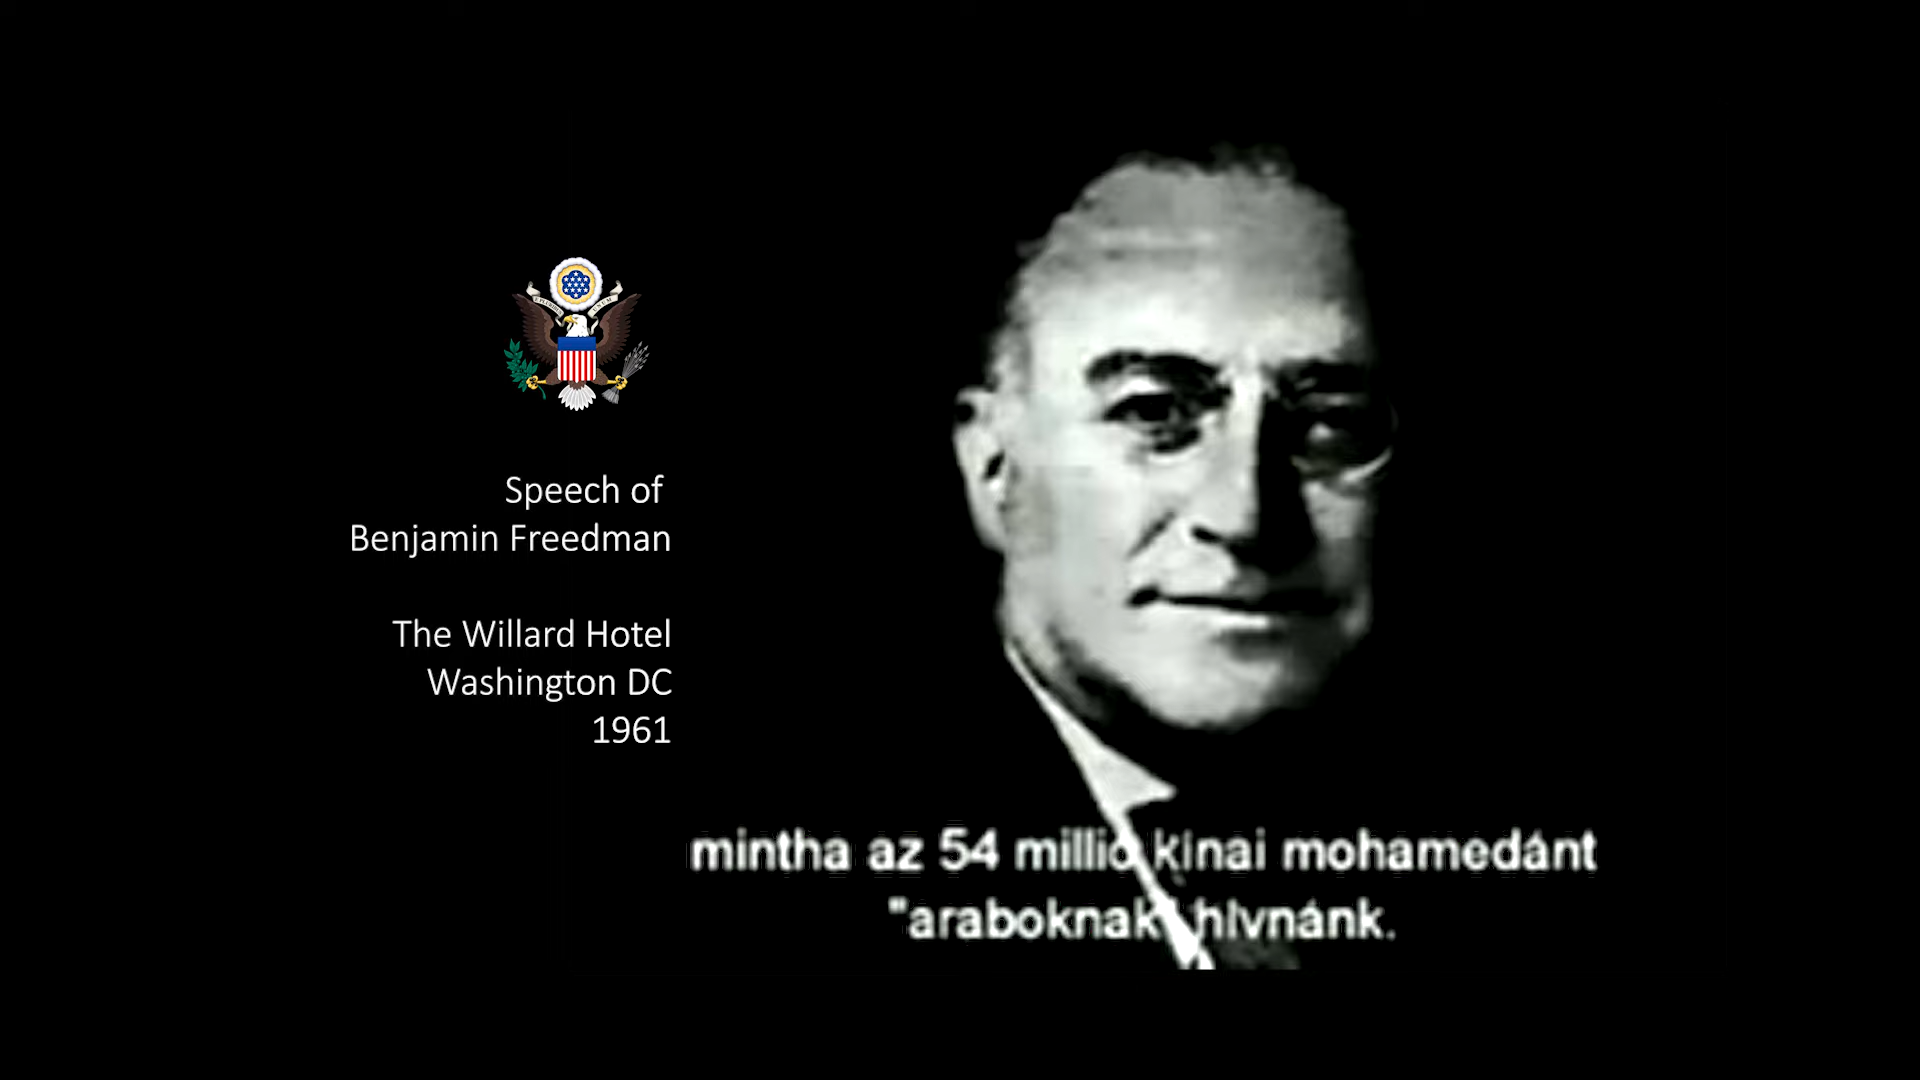 Speech of
Benjamin Freedman
The Willard Hotel
Washington DC
1961
mintha az 54 millió kínai mohamedánt
"araboknak" hívnánk.